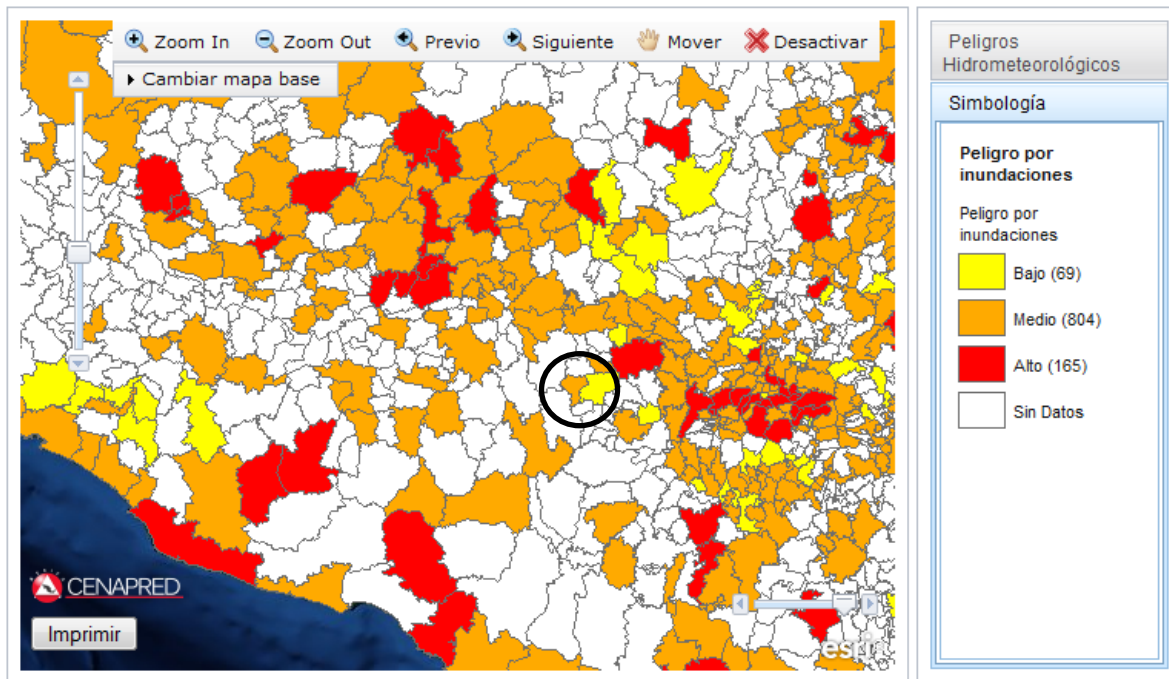 Zoom In Zoom Out Previo Siguiente Mover Desactivar
Cambiar mapa base
CENAPRED
Imprimir
esri
Peligros
Hidrometeorológicos
Simbología
Peligro por
inundaciones
Peligro por
inundaciones
Bajo (69)
Medio (804)
Alto (165)
Sin Datos